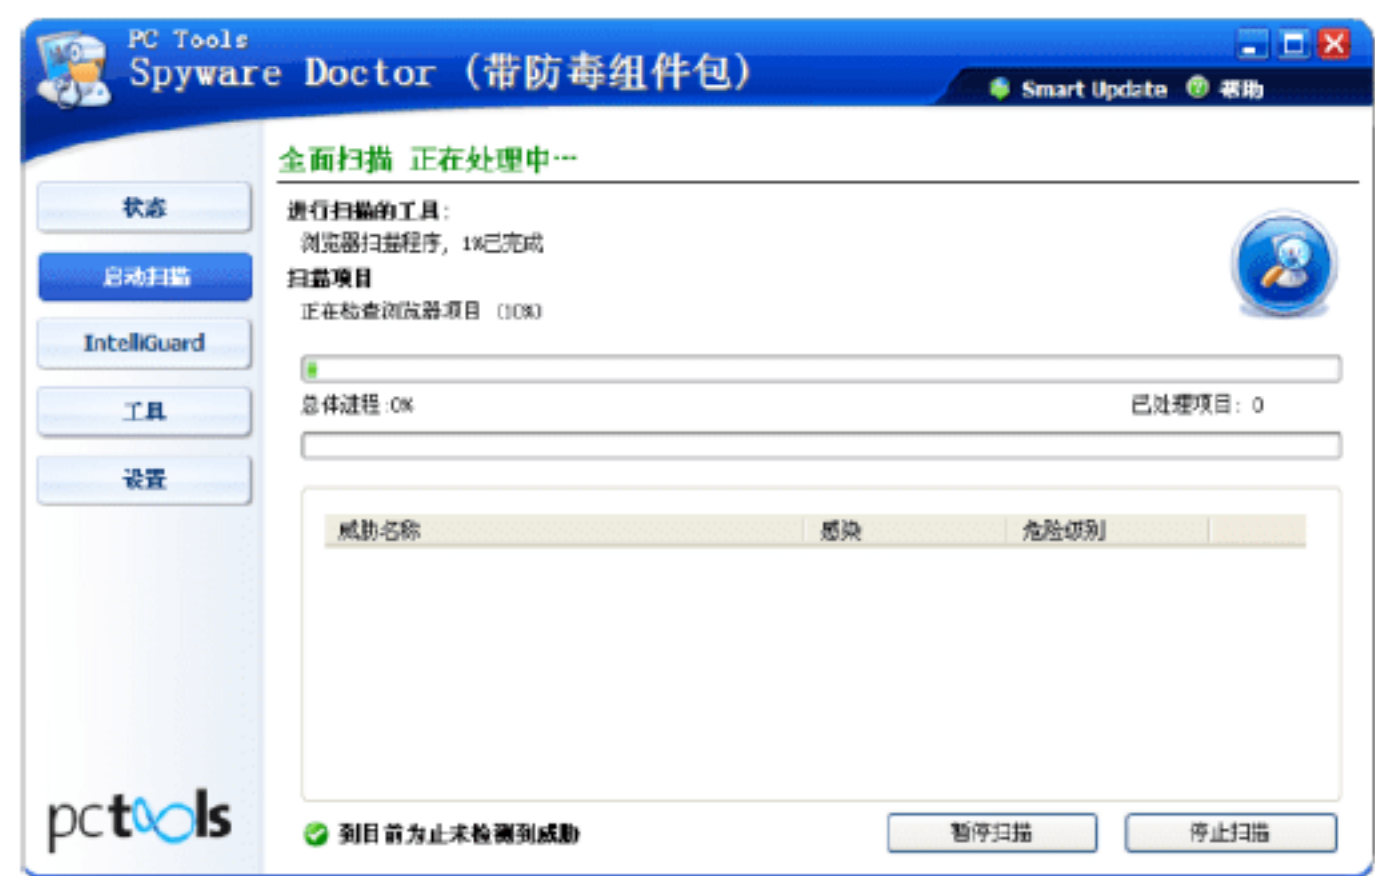 PC Tools
Spyware Doctor (带防毒组件包)
Smart Update 帮助
全面扫描 正在处理中…
状态
启动扫描
IntelliGuard
工具
设置
进行扫描的工具:
浏览器扫描程序, 1%已完成
扫描项目
正在检查浏览器项目 (10%)
总体进程:0%
已处理项目: 0
威胁名称 感染 危险级别
pctools
到目前为止未检测到威胁
暂停扫描
停止扫描